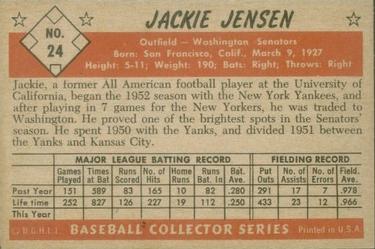 NO. 24
JACKIE JENSEN
Outfield — Washington Senators
Born: San Francisco, Calif., March 9, 1927
Height: 5-11; Weight: 190; Bats: Right; Throws: Right
Jackie, a former All American football player at the University of
California, began the 1952 season with the New York Yankees, and
after playing in 7 games for the New Yorkers, he was traded to
Washington. He proved one of the brightest spots in the Senators'
season. He spent 1950 with the Yanks, and divided 1951 between
the Yanks and Kansas City.
MAJOR LEAGUE BATTING RECORD FIELDING RECORD
Games Played Times at Bat Runs Scored No. of Hits Home Runs Runs Bat. In Bat. Ave. Put Outs No. of Assists No. of Errors Field. Ave.
Past Year 151 589 83 165 10 82 .280 291 17 7 .978
Life time 252 827 126 227 19 124 .274 433 23 12 .966
This Year
© B.G.H.L.I. BASEBALL COLLECTOR SERIES Printed in U.S.A.